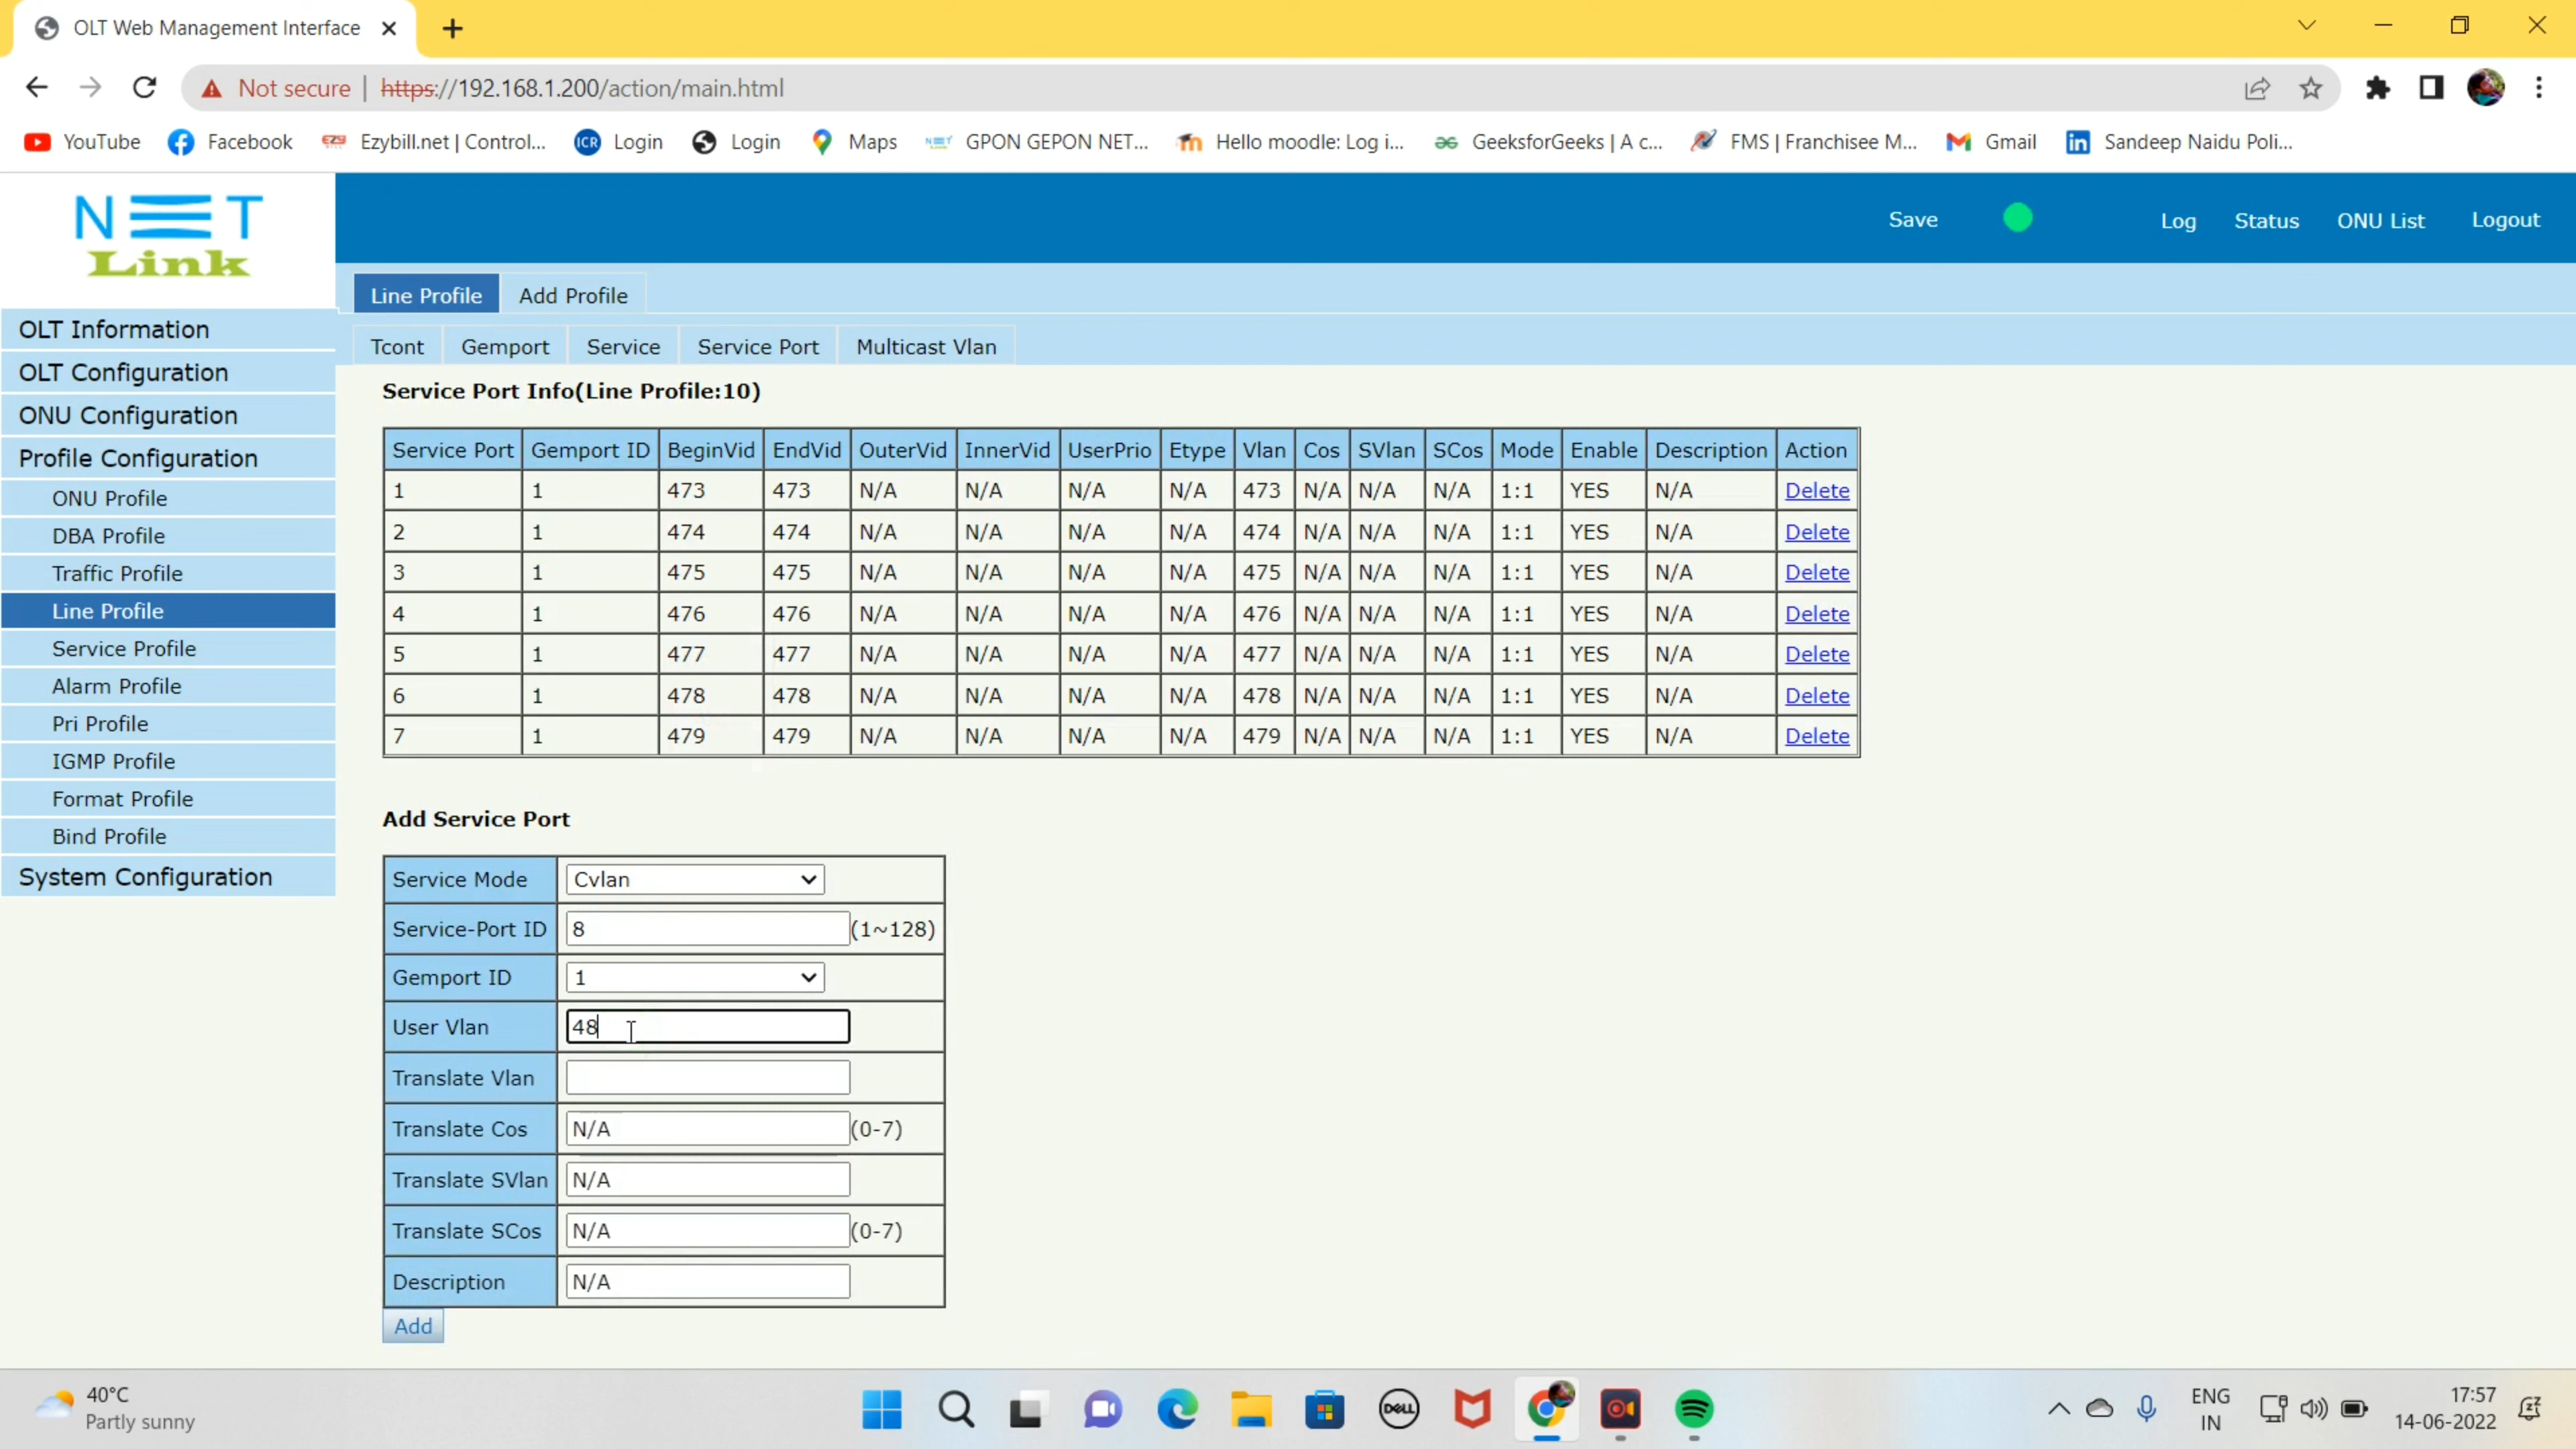 OLT Web Management Interface
Not secure | https://192.168.1.200/action/main.html
YouTube Facebook Ezybill.net | Control... Login Login Maps GPON GEPON NET... Hello moodle: Log i... GeeksforGeeks | A c... FMS | Franchisee M... Gmail Sandeep Naidu Poli...
NET
Link
Save Log Status ONU List Logout
Line Profile Add Profile
Tcont Gemport Service Service Port Multicast Vlan
OLT Information
OLT Configuration
ONU Configuration
Profile Configuration
ONU Profile
DBA Profile
Traffic Profile
Line Profile
Service Profile
Alarm Profile
Pri Profile
IGMP Profile
Format Profile
Bind Profile
System Configuration
Service Port Info(Line Profile:10)
Service Port Gemport ID BeginVid EndVid OuterVid InnerVid UserPrio Etype Vlan Cos SVlan SCos Mode Enable Description Action
1 1 473 473 N/A N/A N/A N/A 473 N/A N/A N/A 1:1 YES N/A Delete
2 1 474 474 N/A N/A N/A N/A 474 N/A N/A N/A 1:1 YES N/A Delete
3 1 475 475 N/A N/A N/A N/A 475 N/A N/A N/A 1:1 YES N/A Delete
4 1 476 476 N/A N/A N/A N/A 476 N/A N/A N/A 1:1 YES N/A Delete
5 1 477 477 N/A N/A N/A N/A 477 N/A N/A N/A 1:1 YES N/A Delete
6 1 478 478 N/A N/A N/A N/A 478 N/A N/A N/A 1:1 YES N/A Delete
7 1 479 479 N/A N/A N/A N/A 479 N/A N/A N/A 1:1 YES N/A Delete
Add Service Port
Service Mode Cvlan
Service-Port ID 8 (1~128)
Gemport ID 1
User Vlan 48
Translate Vlan
Translate Cos N/A (0-7)
Translate SVlan N/A
Translate SCos N/A (0-7)
Description N/A
Add
40°C
Partly sunny
DELL
ENG
IN
17:57
14-06-2022